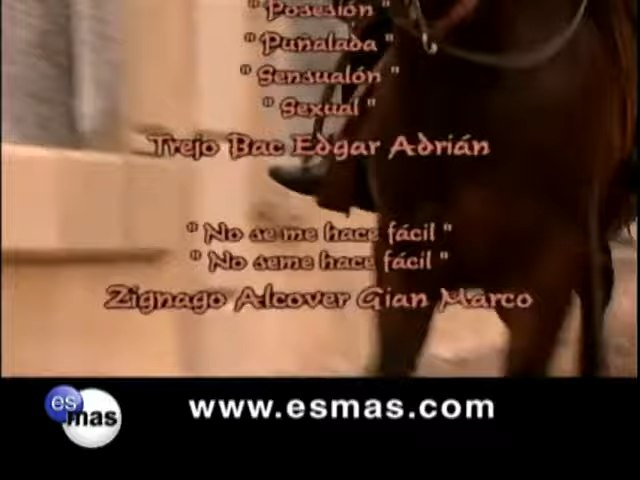 " Posesión "
" Puñalada "
" Sensualón "
" Sexual "
Trejo Bac Edgar Adrián
" No se me hace fácil "
" No seme hace fácil "
Zignago Alcover Gian Marco
es
mas
www.esmas.com